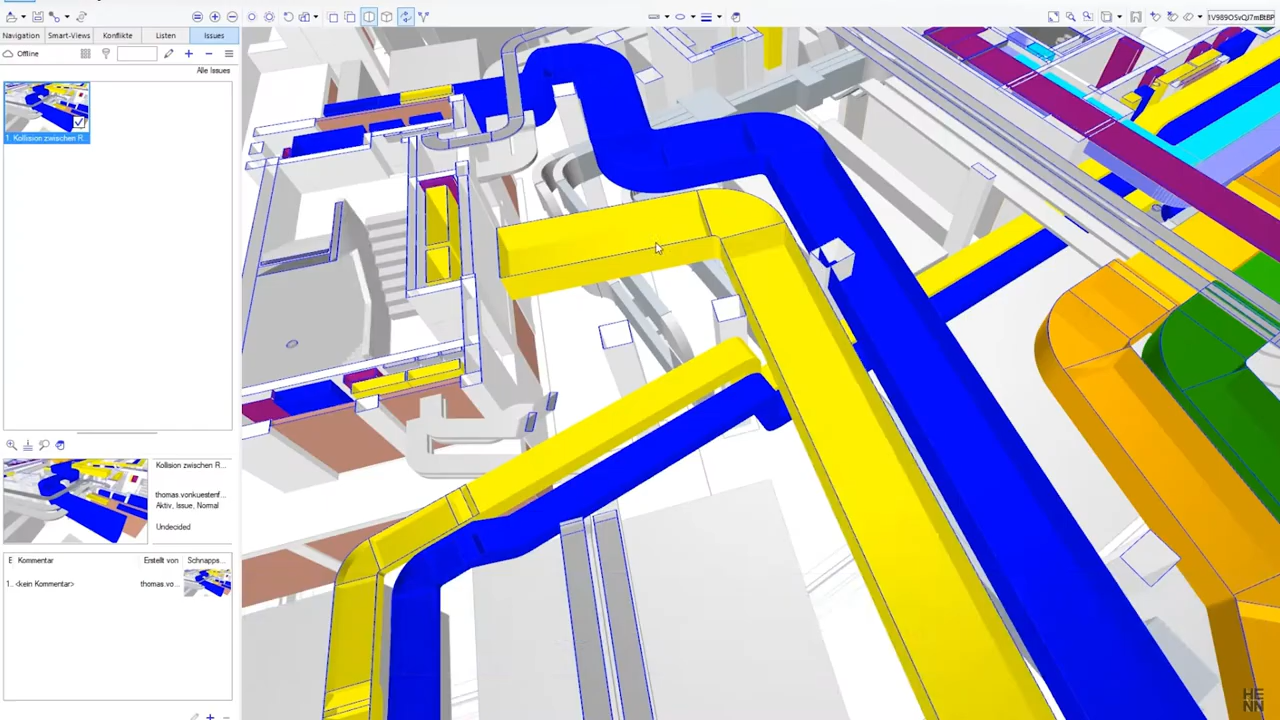 1V989O5vQJ7mBtBP
Navigation
Smart-Views
Konflikte
Listen
Issues
Offline
Alle Issues
1. Kollision zwischen R..
Kollision zwischen R...
thomas.vonkuestenf...
Aktiv, Issue, Normal
Undecided
E Kommentar Erstellt von Schnapps...
1.. <kein Kommentar> thomas.vo...
HE
NN